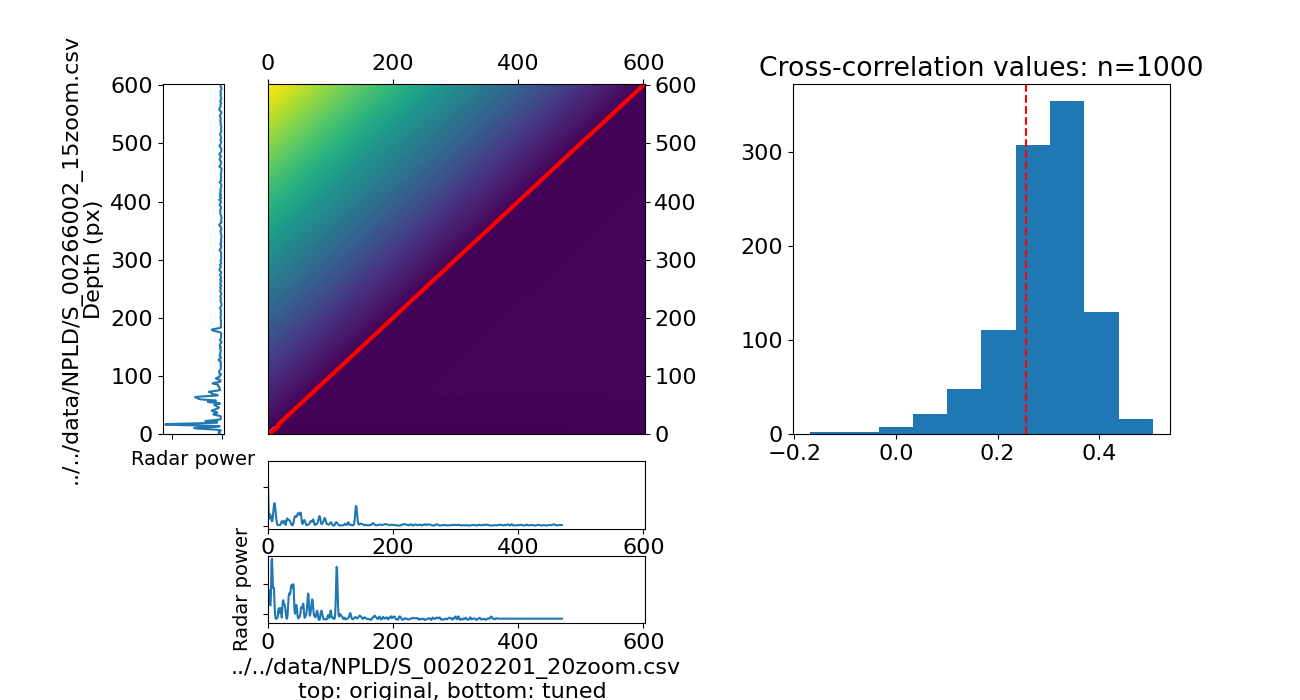 Cross-correlation values: n=1000
0 200 400 600
../../data/NPLD/S_00266002_15zoom.csv
Depth (px)
600 600
500 500
400 400
300 300
200 200
100 100
0 0
Radar power
300
200
100
0
−0.2 0.0 0.2 0.4
0 200 400 600
Radar power
0 200 400 600
../../data/NPLD/S_00202201_20zoom.csv
top: original, bottom: tuned